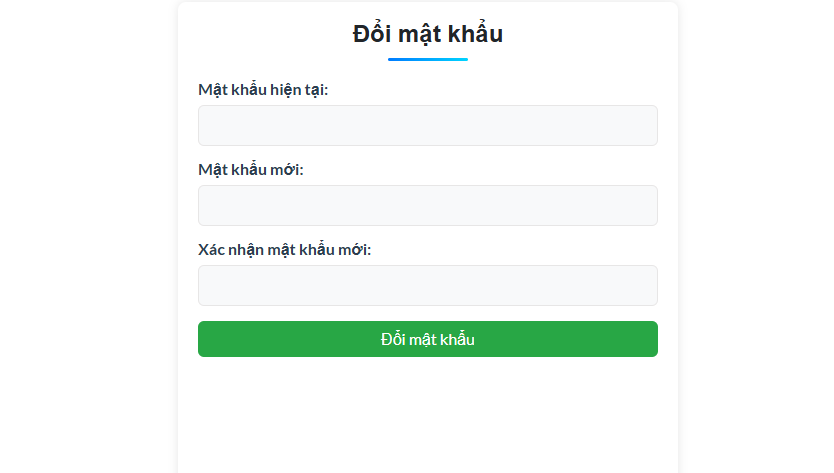 Đổi mật khẩu
Mật khẩu hiện tại:
Mật khẩu mới:
Xác nhận mật khẩu mới:
Đổi mật khẩu